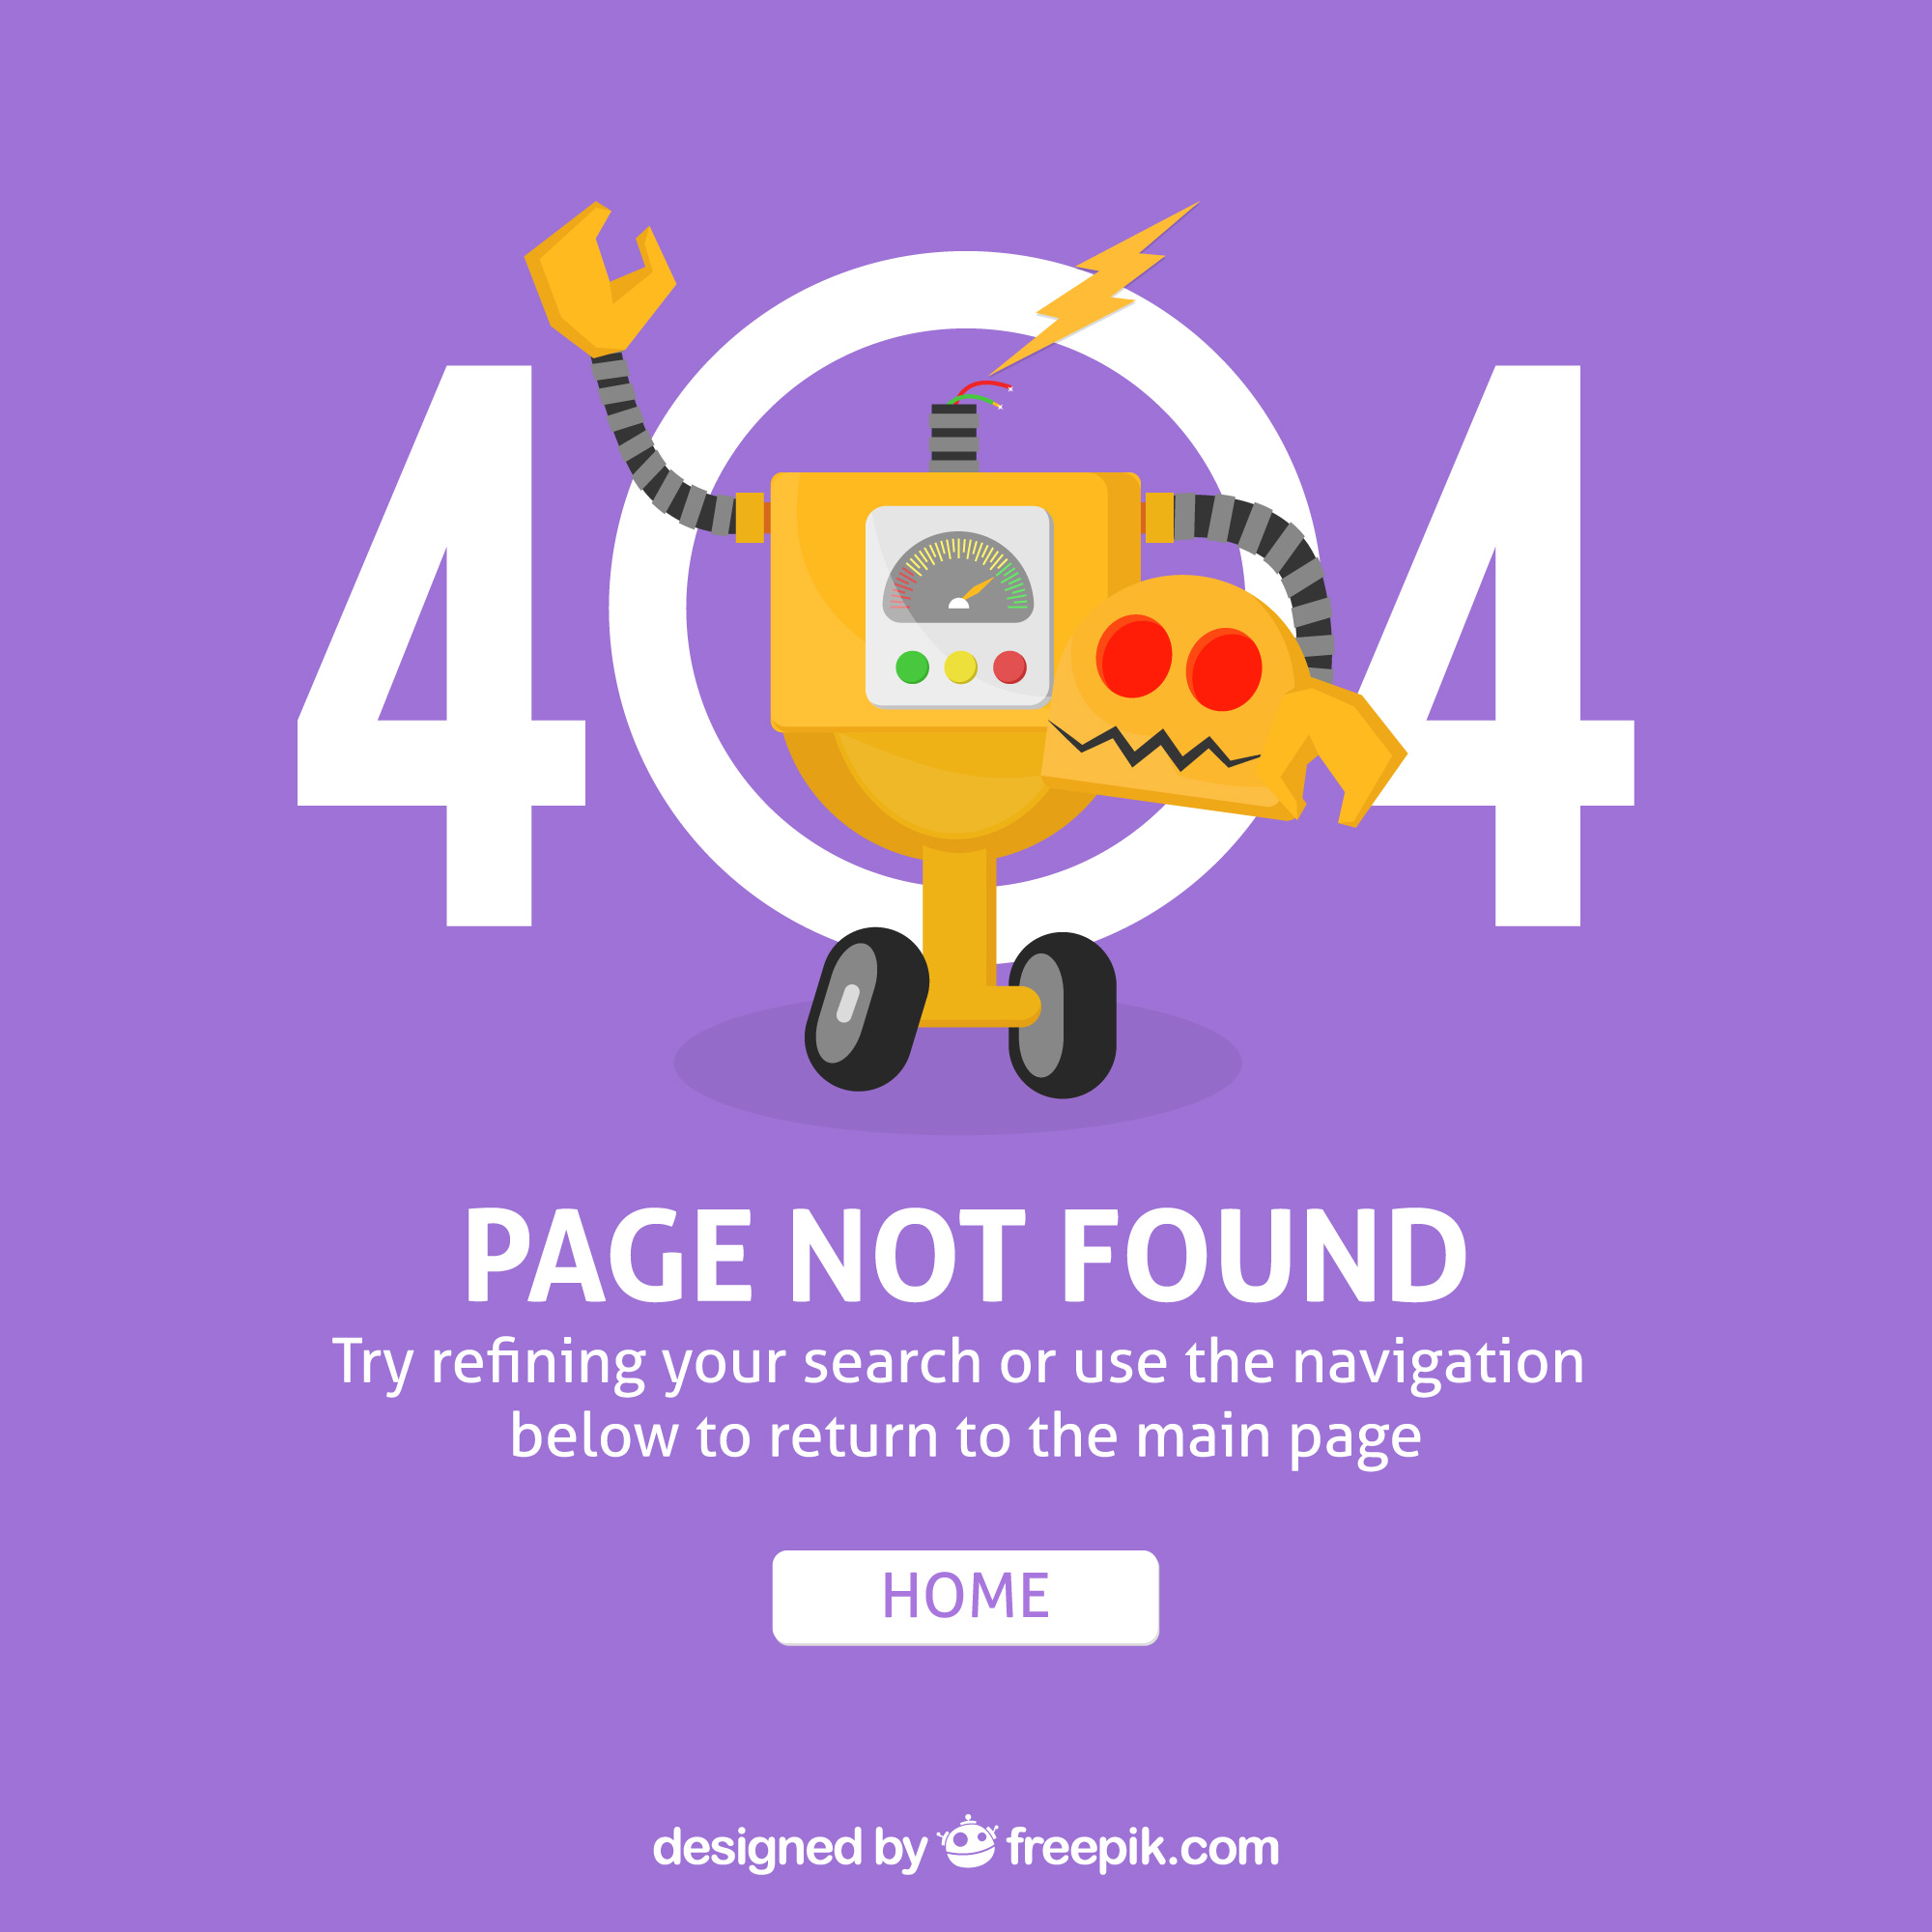 404
PAGE NOT FOUND
Try refining your search or use the navigation
below to return to the main page
HOME
designed by freepik.com